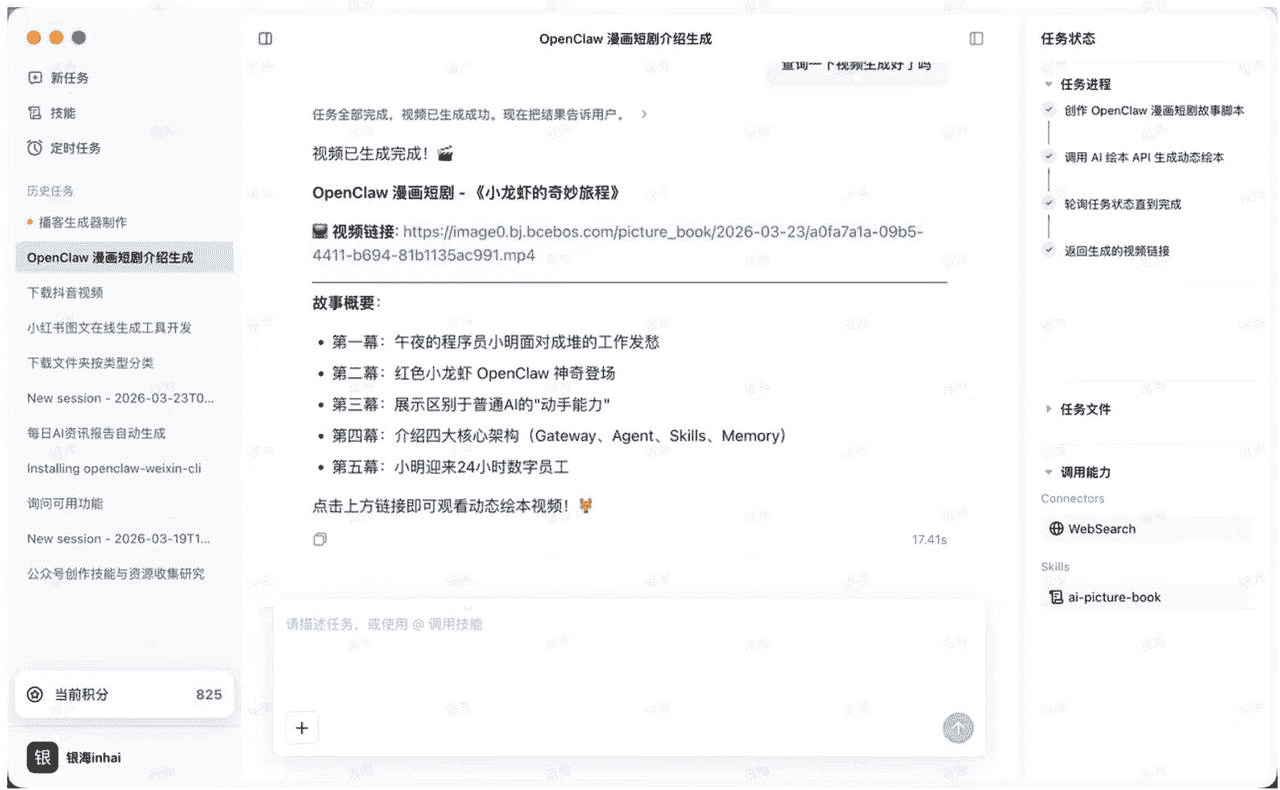 新任务
技能
定时任务
历史任务
播客生成器制作
OpenClaw 漫画短剧介绍生成
下载抖音视频
小红书图文在线生成工具开发
下载文件夹按类型分类
New session - 2026-03-23T0...
每日AI资讯报告自动生成
Installing openclaw-weixin-cli
询问可用功能
New session - 2026-03-19T1...
公众号创作技能与资源收集研究
当前积分 825
银 银海inhai
OpenClaw 漫画短剧介绍生成
查询一下视频生成好了吗
任务全部完成，视频已生成成功。现在把结果告诉用户。 >
视频已生成完成！🎬
OpenClaw 漫画短剧 - 《小龙虾的奇妙旅程》
视频链接: https://image0.bj.bcebos.com/picture_book/2026-03-23/a0fa7a1a-09b5-
4411-b694-81b1135ac991.mp4
故事概要:
• 第一幕：午夜的程序员小明面对成堆的工作发愁
• 第二幕：红色小龙虾 OpenClaw 神奇登场
• 第三幕：展示区别于普通AI的"动手能力"
• 第四幕：介绍四大核心架构（Gateway、Agent、Skills、Memory）
• 第五幕：小明迎来24小时数字员工
点击上方链接即可观看动态绘本视频！🦞
17.41s
请描述任务，或使用 @ 调用技能
任务状态
任务进程
创作 OpenClaw 漫画短剧故事脚本
调用 AI 绘本 API 生成动态绘本
轮询任务状态直到完成
返回生成的视频链接
任务文件
调用能力
Connectors
WebSearch
Skills
ai-picture-book